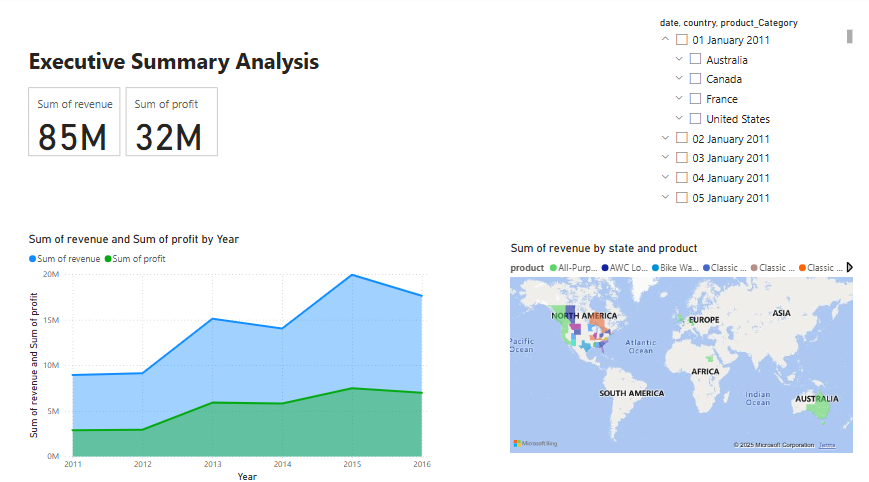 date, country, product_Category
01 January 2011
Australia
Canada
France
United States
02 January 2011
03 January 2011
04 January 2011
05 January 2011
Executive Summary Analysis
Sum of revenue
85M
Sum of profit
32M
Sum of revenue and Sum of profit by Year
Sum of revenue Sum of profit
Sum of revenue and Sum of profit
20M
15M
10M
5M
0M
2011 2012 2013 2014 2015 2016
Year
Sum of revenue by state and product
product All-Purp... AWC Lo... Bike Wa... Classic ... Classic ... Classic ...
NORTH AMERICA
EUROPE
ASIA
Pacific
Ocean
Atlantic
Ocean
AFRICA
SOUTH AMERICA
Indian
Ocean
AUSTRALIA
Microsoft Bing
© 2025 Microsoft Corporation Terms